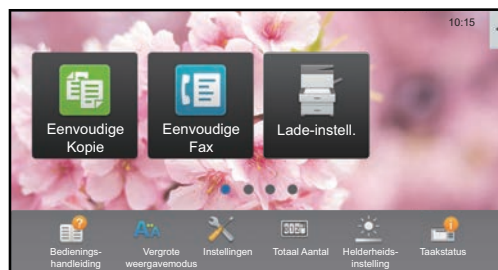 10:15
Eenvoudige
Kopie
Eenvoudige
Fax
Lade-instell.
Bedienings-
handleiding
Vergrote
weergavemodus
Instellingen
Totaal Aantal
Helderheids-
instelling
Taakstatus